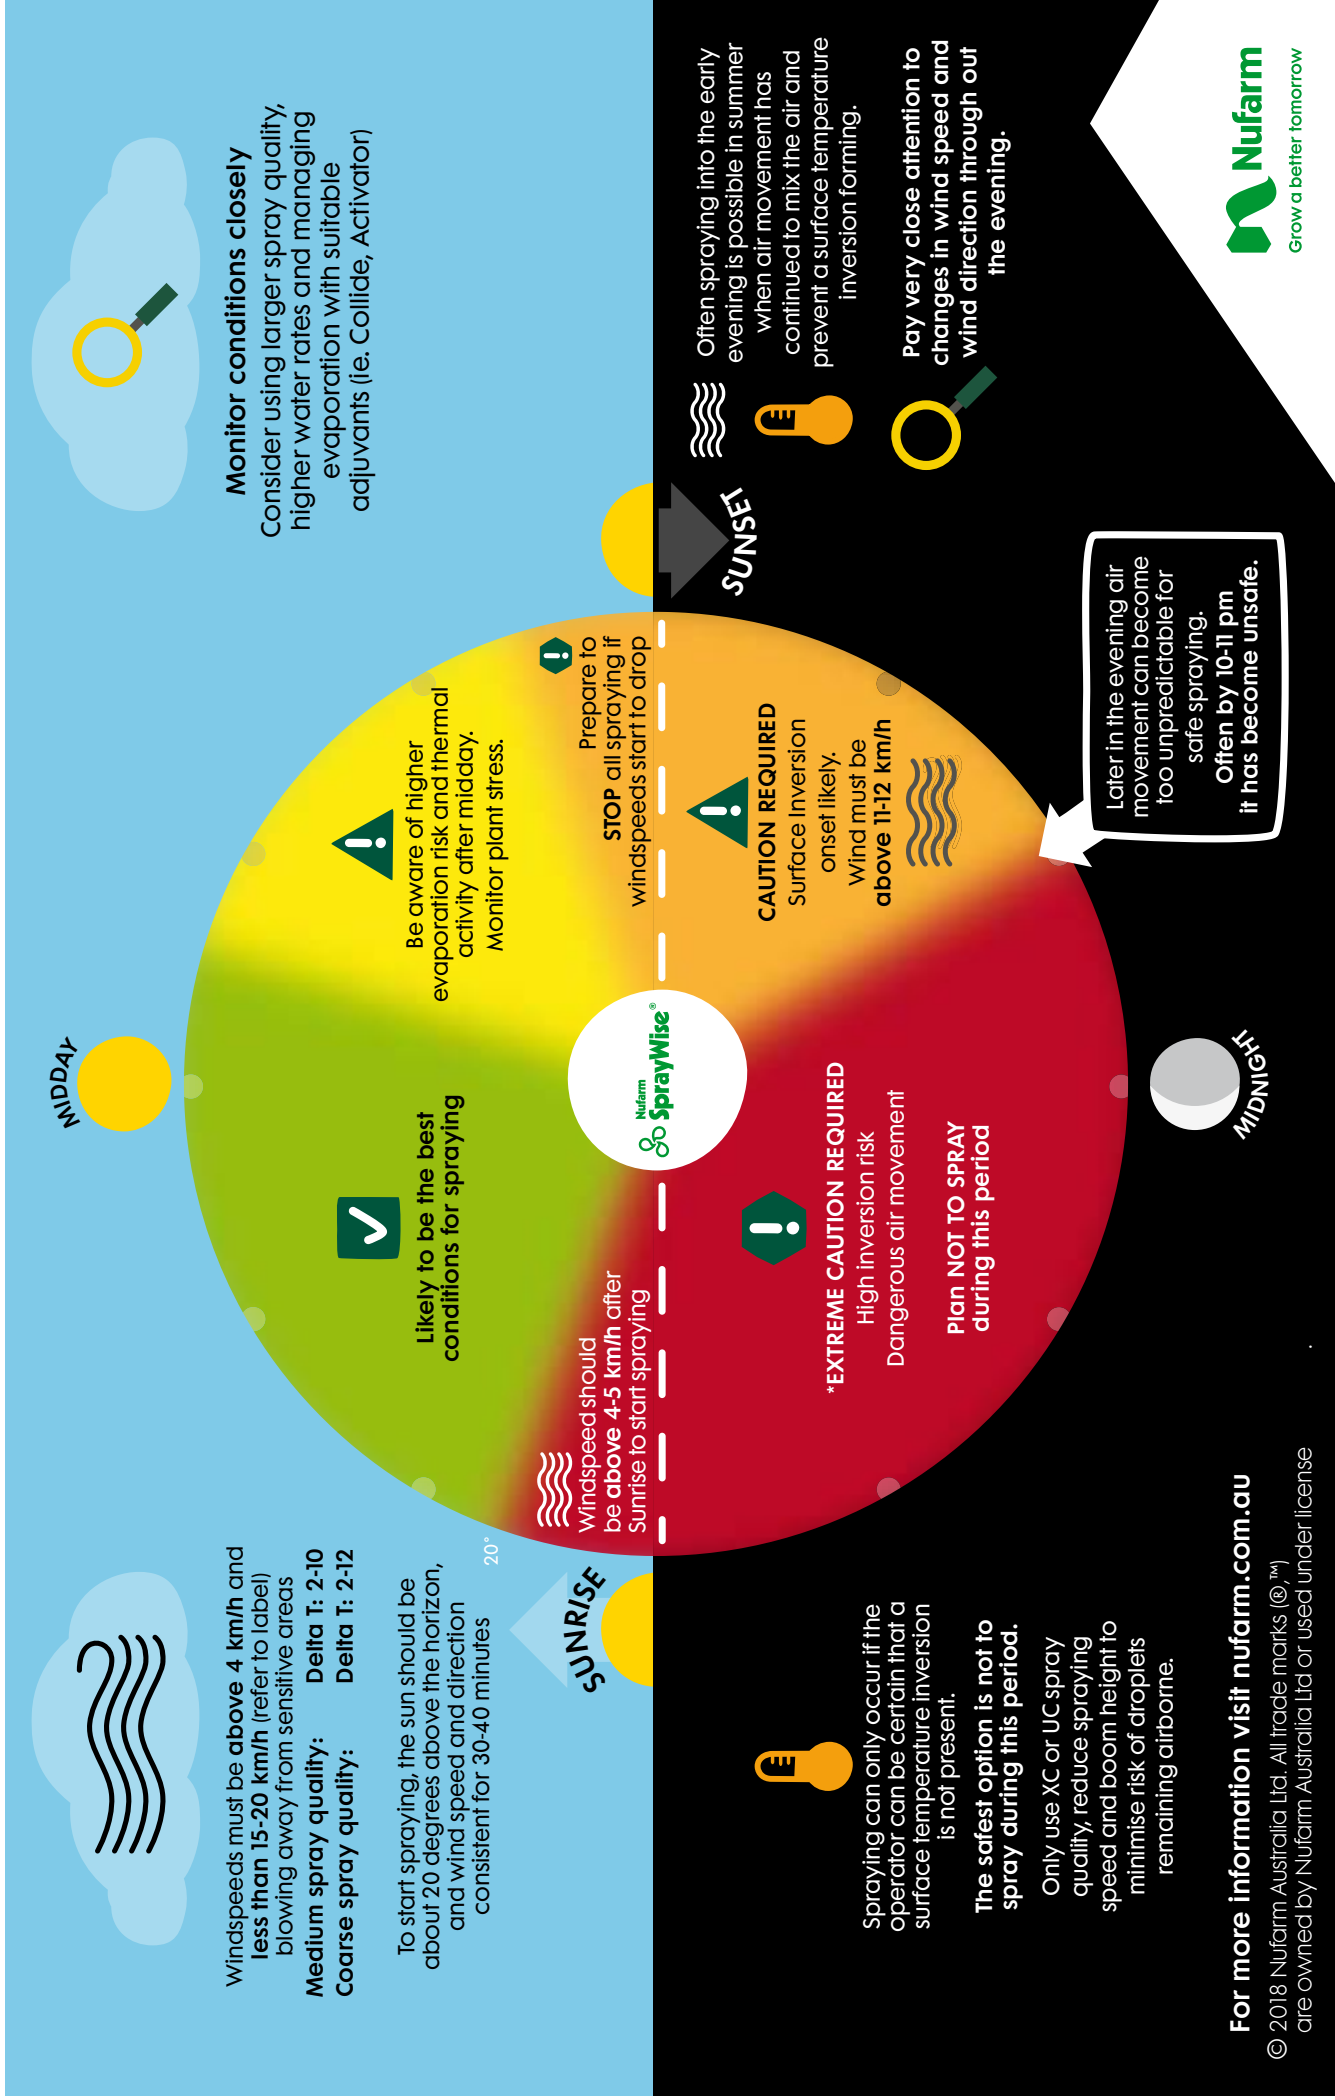 MIDDAY
Windspeeds must be above 4 km/h and
less than 15-20 km/h (refer to label)
blowing away from sensitive areas
Medium spray quality: Delta T: 2-10
Coarse spray quality: Delta T: 2-12
To start spraying, the sun should be
about 20 degrees above the horizon,
and wind speed and direction
consistent for 30-40 minutes
20°
SUNRISE
Likely to be the best
conditions for spraying
Windspeed should
be above 4-5 km/h after
Sunrise to start spraying
Be aware of higher
evaporation risk and thermal
activity after midday.
Monitor plant stress.
Prepare to
STOP all spraying if
windspeeds start to drop
Monitor conditions closely
Consider using larger spray quality,
higher water rates and managing
evaporation with suitable
adjuvants (ie. Collide, Activator)
SUNSET
Nufarm
SprayWise®
Spraying can only occur if the
operator can be certain that a
surface temperature inversion
is not present.
The safest option is not to
spray during this period.
Only use XC or UC spray
quality, reduce spraying
speed and boom height to
minimise risk of droplets
remaining airborne.
*EXTREME CAUTION REQUIRED
High inversion risk
Dangerous air movement
Plan NOT TO SPRAY
during this period
CAUTION REQUIRED
Surface Inversion
onset likely.
Wind must be
above 11-12 km/h
Often spraying into the early
evening is possible in summer
when air movement has
continued to mix the air and
prevent a surface temperature
inversion forming.
Pay very close attention to
changes in wind speed and
wind direction through out
the evening.
Later in the evening air
movement can become
too unpredictable for
safe spraying.
Often by 10-11 pm
it has become unsafe.
MIDNIGHT
For more information visit nufarm.com.au
© 2018 Nufarm Australia Ltd. All trade marks (®,™)
are owned by Nufarm Australia Ltd or used under license
.
Nufarm
Grow a better tomorrow